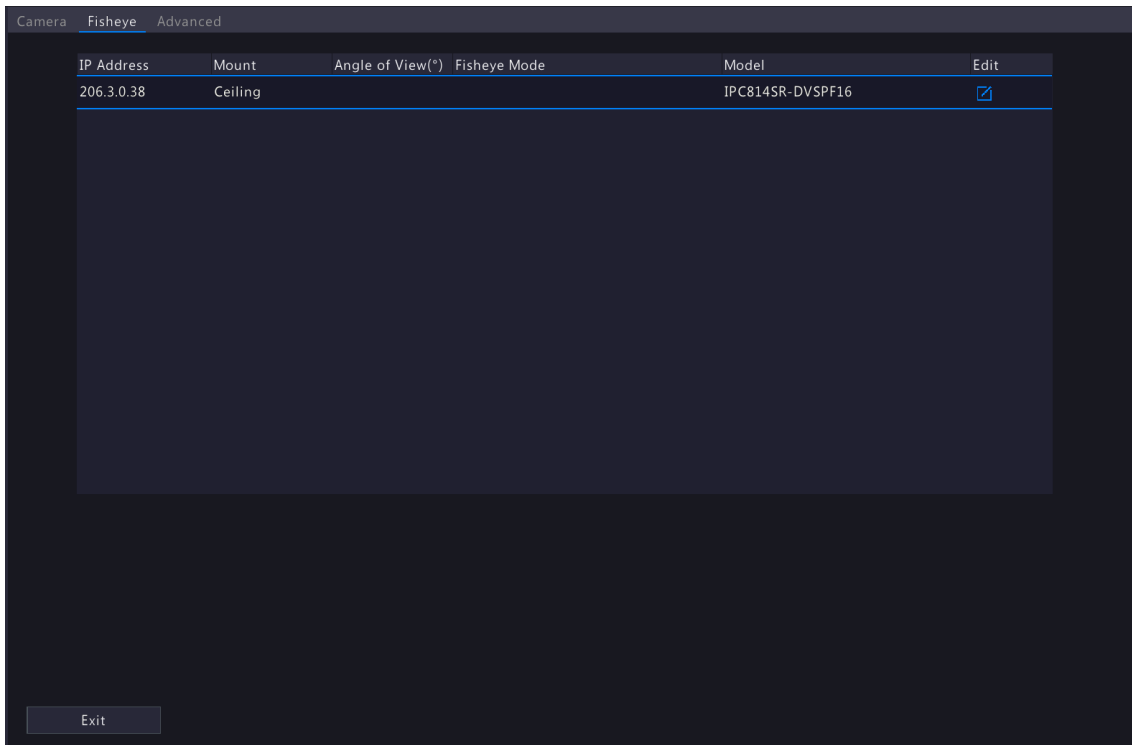 Camera Fisheye Advanced
IP Address Mount Angle of View(°) Fisheye Mode Model Edit
206.3.0.38 Ceiling IPC814SR-DVSPF16
Exit